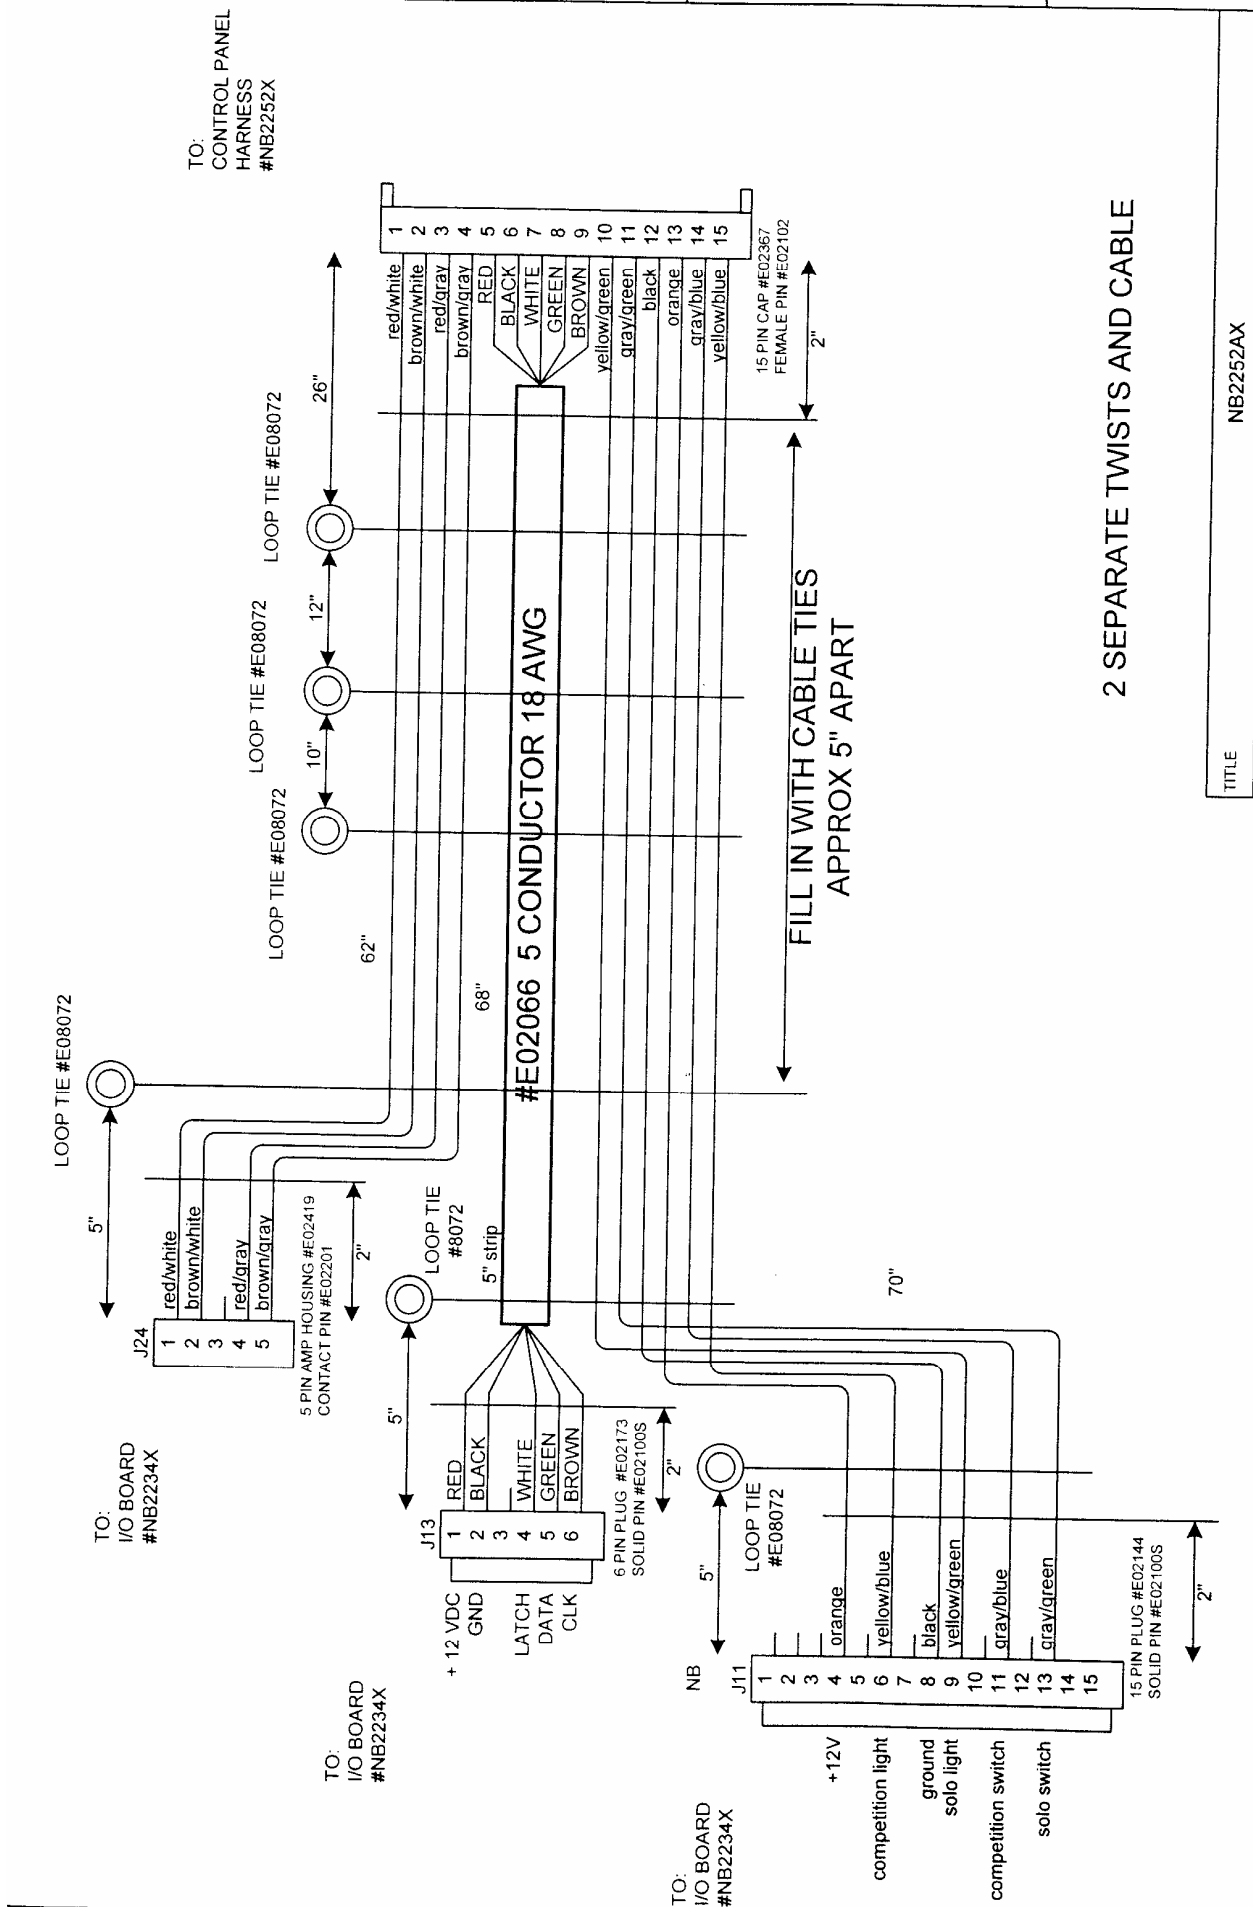 TO:
CONTROL PANEL
HARNESS
#NB2252X
LOOP TIE #E08072
5"
LOOP TIE #E08072
10"
LOOP TIE #E08072
12"
LOOP TIE #E08072
26"
TO:
I/O BOARD
#NB2234X
J24
1
2
3
4
5
red/white
brown/white
red/gray
brown/gray
5 PIN AMP HOUSING #E02419
CONTACT PIN #E02201
2"
62"
68"
red/white
brown/white
red/gray
brown/gray
RED
BLACK
WHITE
GREEN
BROWN
yellow/green
gray/green
black
orange
gray/blue
yellow/blue
1
2
3
4
5
6
7
8
9
10
11
12
13
14
15
15 PIN CAP #E02367
FEMALE PIN #E02102
2"
TO:
I/O BOARD
#NB2234X
+ 12 VDC
GND
LATCH
DATA
CLK
J13
1
2
3
4
5
6
RED
BLACK
WHITE
GREEN
BROWN
5"
LOOP TIE
#8072
5" strip
#E02066 5 CONDUCTOR 18 AWG
6 PIN PLUG #E02173
SOLID PIN #E02100S
2"
FILL IN WITH CABLE TIES
APPROX 5" APART
TO:
I/O BOARD
#NB2234X
+12V
competition light
ground
solo light
competition switch
solo switch
NB
J11
1
2
3
4
5
6
7
8
9
10
11
12
13
14
15
orange
yellow/blue
black
yellow/green
gray/blue
gray/green
5"
LOOP TIE
#E08072
70"
15 PIN PLUG #E02144
SOLID PIN #E02100S
2"
2 SEPARATE TWISTS AND CABLE
TITLE
NB2252AX